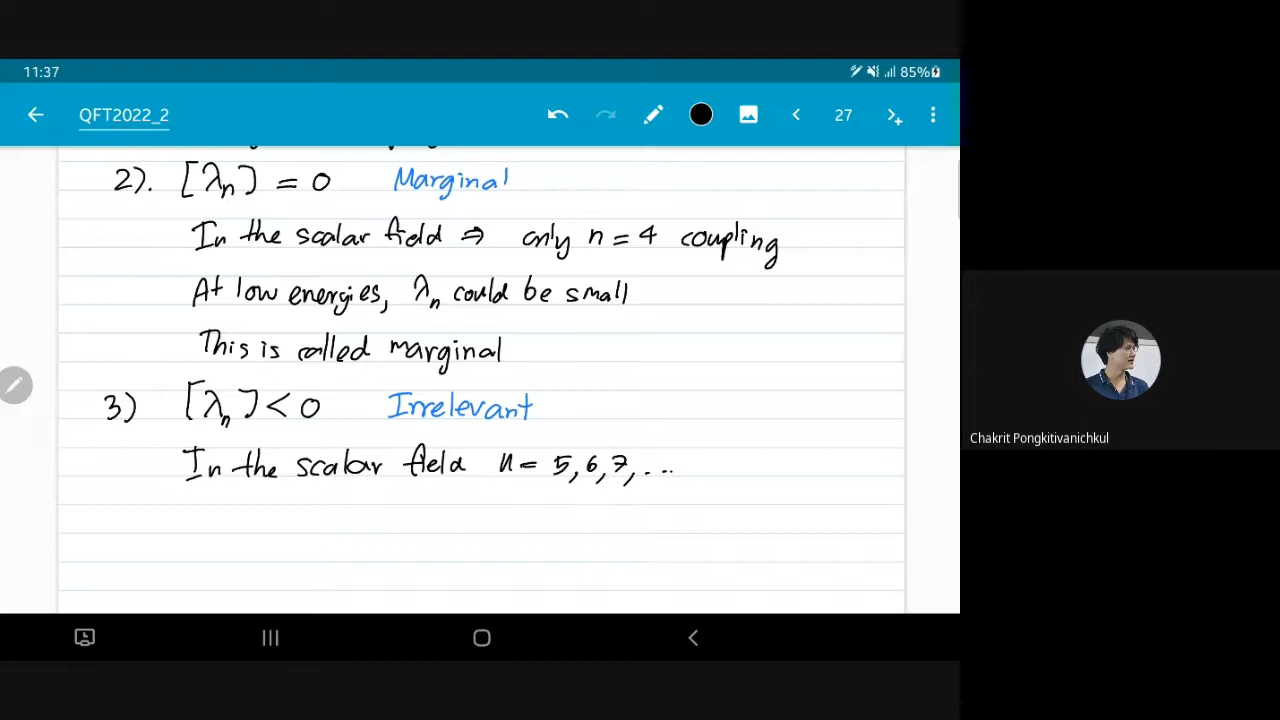 11:37
85%
QFT2022_2
27
2). [λn] = 0 Marginal
In the scalar field ⇒ only n = 4 coupling
At low energies, λn could be small
This is called marginal
3) [λn] < 0 Irrelevant
In the scalar field n = 5, 6, 7, ...
Chakrit Pongkitivanichkul